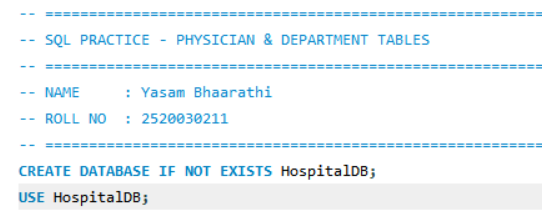 -- =========================================================
-- SQL PRACTICE - PHYSICIAN & DEPARTMENT TABLES
-- =========================================================
-- NAME     : Yasam Bhaarathi
-- ROLL NO  : 2520030211
-- =========================================================
CREATE DATABASE IF NOT EXISTS HospitalDB;
USE HospitalDB;